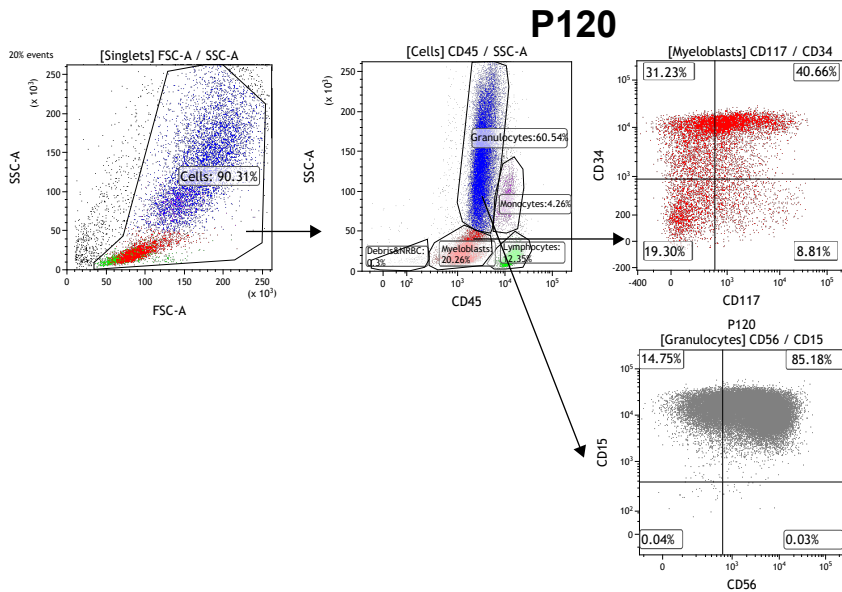 P120
20% events
[Singlets] FSC-A / SSC-A
(x 10³)
SSC-A
250
200
150
100
50
0
Cells: 90.31%
0
50
100
150
200
250
(x 10³)
FSC-A
[Cells] CD45 / SSC-A
(x 10³)
SSC-A
250
200
150
100
50
0
Granulocytes:60.54%
Monocytes:4.26%
Debris&NRBC:
0.3%
Myeloblasts:
20.26%
Lymphocytes:
12.35%
0
10²
10³
10⁴
10⁵
CD45
[Myeloblasts] CD117 / CD34
31.23%
40.66%
CD34
10⁵
10⁴
10³
200
0
-200
19.30%
8.81%
-400
0
10³
10⁴
10⁵
CD117
P120
[Granulocytes] CD56 / CD15
14.75%
85.18%
CD15
10⁵
10⁴
10³
10²
0
0.04%
0.03%
0
10³
10⁴
10⁵
CD56